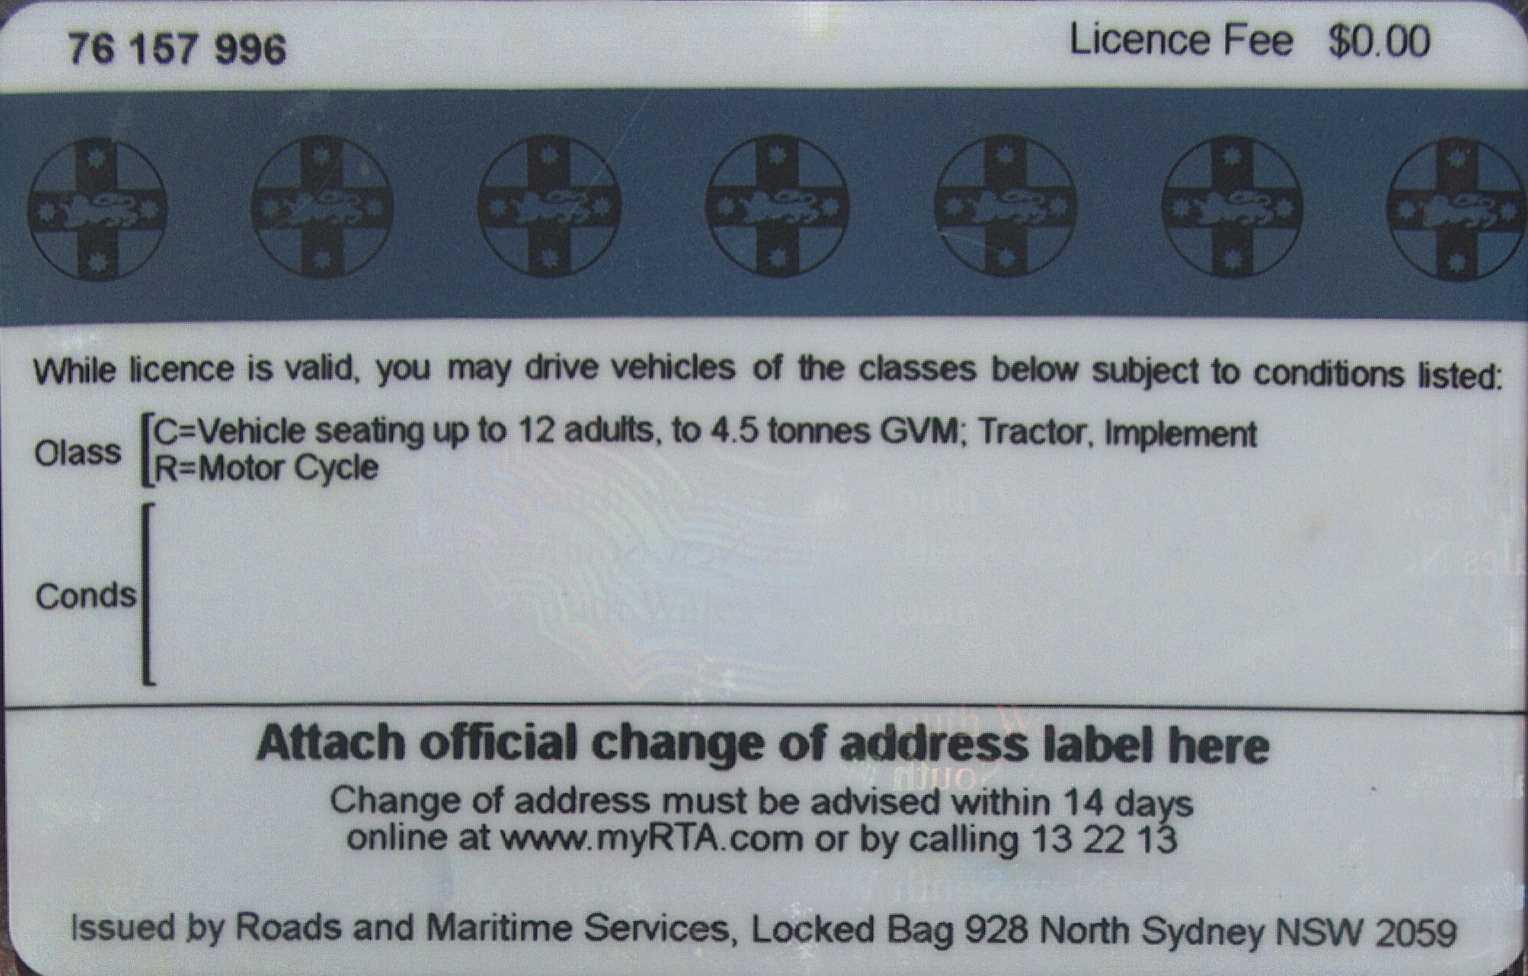 76 157 996
Licence Fee $0.00
While licence is valid, you may drive vehicles of the classes below subject to conditions listed:
Class
C=Vehicle seating up to 12 adults, to 4.5 tonnes GVM; Tractor, Implement
R=Motor Cycle
Conds
Attach official change of address label here
Change of address must be advised within 14 days
online at www.myRTA.com or by calling 13 22 13
Issued by Roads and Maritime Services, Locked Bag 928 North Sydney NSW 2059